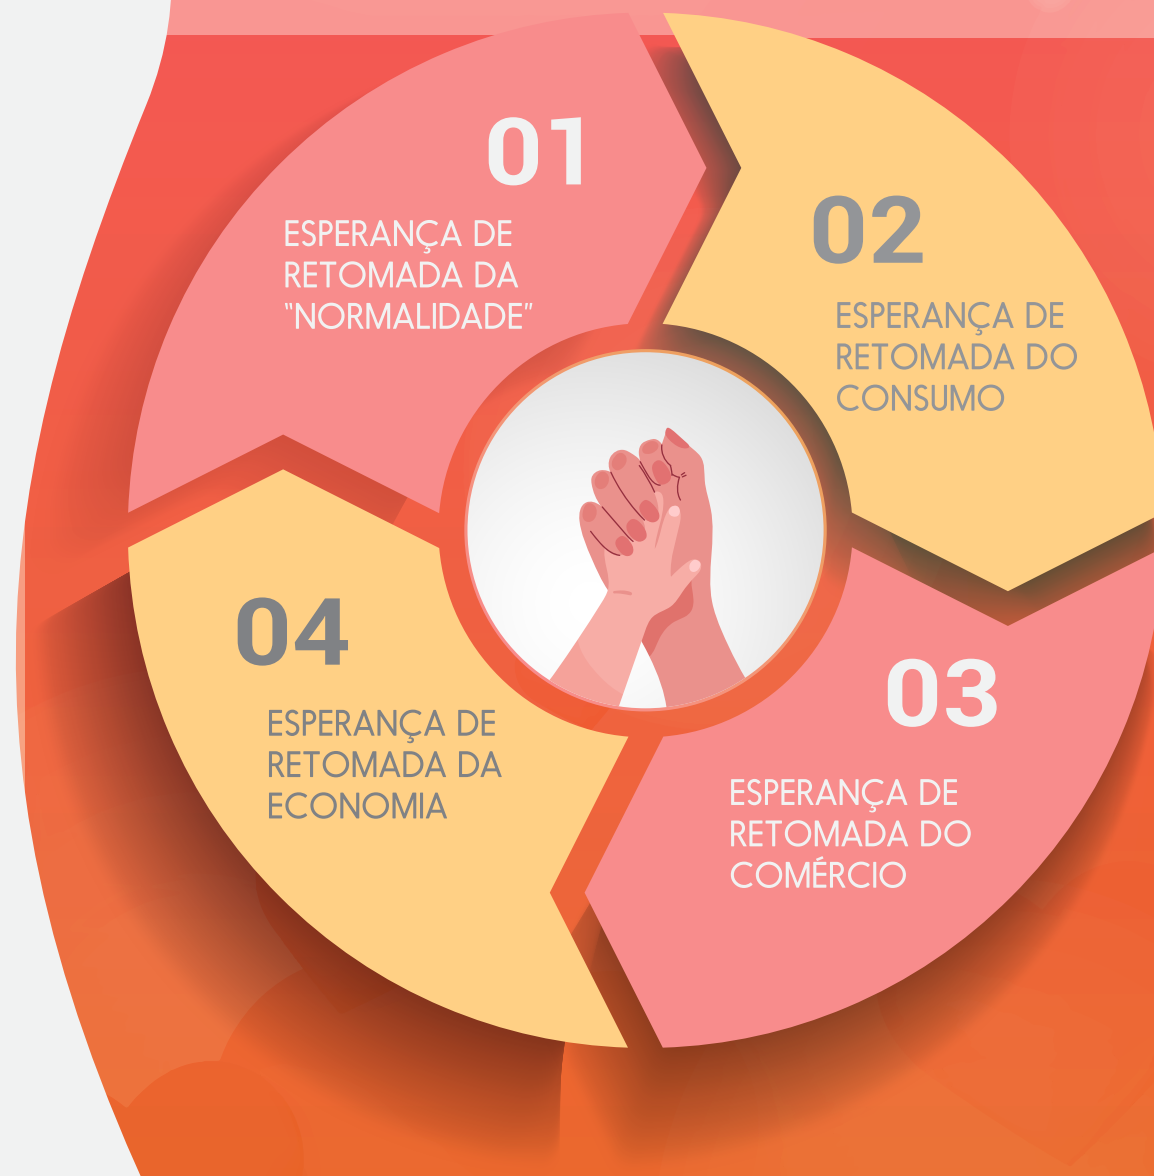 01
ESPERANÇA DE
RETOMADA DA
"NORMALIDADE"
02
ESPERANÇA DE
RETOMADA DO
CONSUMO
03
ESPERANÇA DE
RETOMADA DO
COMÉRCIO
04
ESPERANÇA DE
RETOMADA DA
ECONOMIA